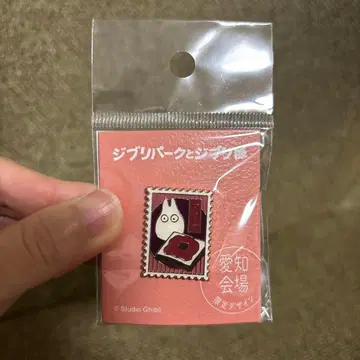 ジブリパークとジブリ展
愛知
会場
限定デザイン
© Studio Ghibli